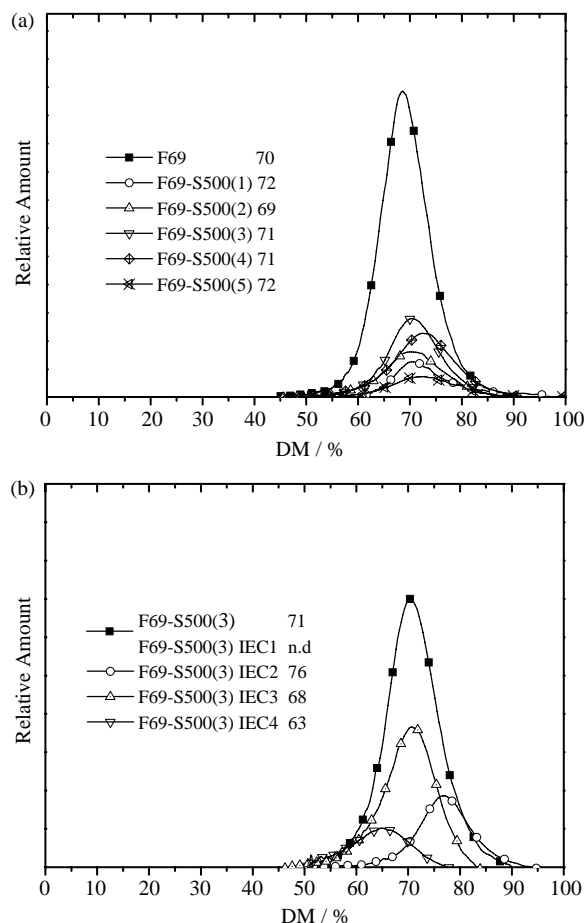 (a)
F69 70
F69-S500(1) 72
F69-S500(2) 69
F69-S500(3) 71
F69-S500(4) 71
F69-S500(5) 72
Relative Amount
0 10 20 30 40 50 60 70 80 90 100
DM / %
(b)
F69-S500(3) 71
F69-S500(3) IEC1 n.d
F69-S500(3) IEC2 76
F69-S500(3) IEC3 68
F69-S500(3) IEC4 63
Relative Amount
0 10 20 30 40 50 60 70 80 90 100
DM / %